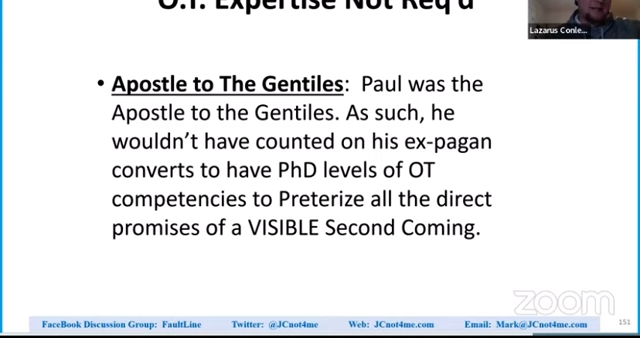 O.T. Expertise Not Req'd
Lazarus Conle...
• Apostle to The Gentiles: Paul was the
Apostle to the Gentiles. As such, he
wouldn't have counted on his ex-pagan
converts to have PhD levels of OT
competencies to Preterize all the direct
promises of a VISIBLE Second Coming.
zoom
FaceBook Discussion Group: FaultLine Twitter: @JCnot4me Web: JCnot4me.com Email: Mark@JCnot4me.com 151